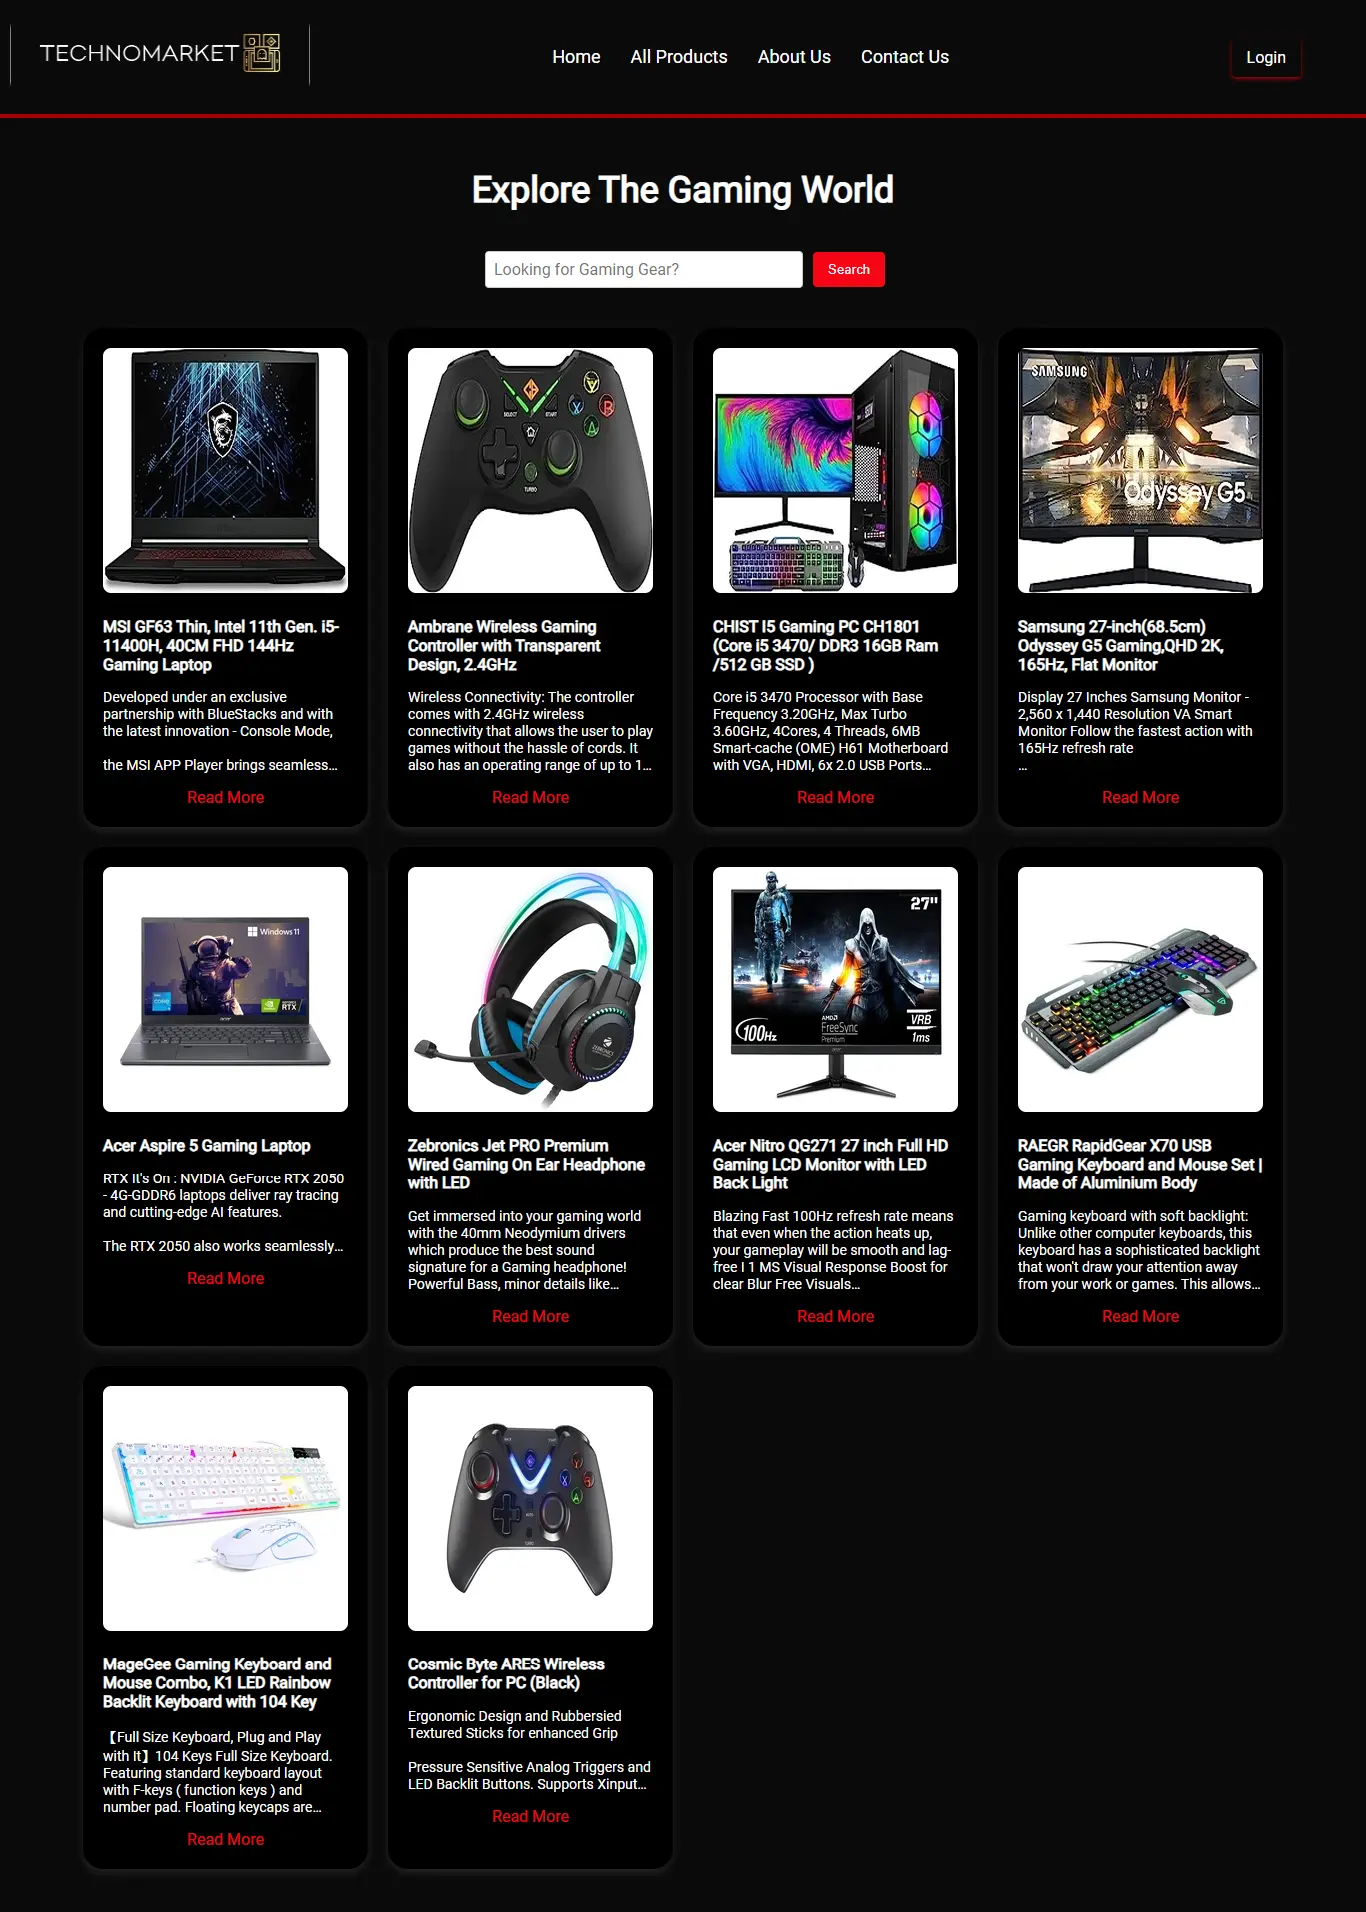 TECHNOMARKET
Home
All Products
About Us
Contact Us
Login
Explore The Gaming World
Looking for Gaming Gear?
Search
SELECT
START
TURBO
Y
X
B
A
SAMSUNG
Odyssey G5
MSI GF63 Thin, Intel 11th Gen. i5-
11400H, 40CM FHD 144Hz
Gaming Laptop
Developed under an exclusive
partnership with BlueStacks and with
the latest innovation - Console Mode,
the MSI APP Player brings seamless...
Read More
Ambrane Wireless Gaming
Controller with Transparent
Design, 2.4GHz
Wireless Connectivity: The controller
comes with 2.4GHz wireless
connectivity that allows the user to play
games without the hassle of cords. It
also has an operating range of up to 1...
Read More
CHIST I5 Gaming PC CH1801
(Core i5 3470/ DDR3 16GB Ram
/512 GB SSD )
Core i5 3470 Processor with Base
Frequency 3.20GHz, Max Turbo
3.60GHz, 4Cores, 4 Threads, 6MB
Smart-cache (OME) H61 Motherboard
with VGA, HDMI, 6x 2.0 USB Ports...
Read More
Samsung 27-inch(68.5cm)
Odyssey G5 Gaming,QHD 2K,
165Hz, Flat Monitor
Display 27 Inches Samsung Monitor -
2,560 x 1,440 Resolution VA Smart
Monitor Follow the fastest action with
165Hz refresh rate
...
Read More
Windows 11
CORE
RTX
acer
ZEBRONICS
27"
100Hz
AMD
FreeSync
Premium
VRB
1ms
Acer Aspire 5 Gaming Laptop
RTX It's On : NVIDIA GeForce RTX 2050
- 4G-GDDR6 laptops deliver ray tracing
and cutting-edge AI features.
The RTX 2050 also works seamlessly...
Read More
Zebronics Jet PRO Premium
Wired Gaming On Ear Headphone
with LED
Get immersed into your gaming world
with the 40mm Neodymium drivers
which produce the best sound
signature for a Gaming headphone!
Powerful Bass, minor details like...
Read More
Acer Nitro QG271 27 inch Full HD
Gaming LCD Monitor with LED
Back Light
Blazing Fast 100Hz refresh rate means
that even when the action heats up,
your gameplay will be smooth and lag-
free I 1 MS Visual Response Boost for
clear Blur Free Visuals...
Read More
RAEGR RapidGear X70 USB
Gaming Keyboard and Mouse Set |
Made of Aluminium Body
Gaming keyboard with soft backlight:
Unlike other computer keyboards, this
keyboard has a sophisticated backlight
that won't draw your attention away
from your work or games. This allows...
Read More
Y
X
B
A
MageGee Gaming Keyboard and
Mouse Combo, K1 LED Rainbow
Backlit Keyboard with 104 Key
【Full Size Keyboard, Plug and Play
with It】104 Keys Full Size Keyboard.
Featuring standard keyboard layout
with F-keys ( function keys ) and
number pad. Floating keycaps are...
Read More
Cosmic Byte ARES Wireless
Controller for PC (Black)
Ergonomic Design and Rubbersied
Textured Sticks for enhanced Grip
Pressure Sensitive Analog Triggers and
LED Backlit Buttons. Supports Xinput...
Read More